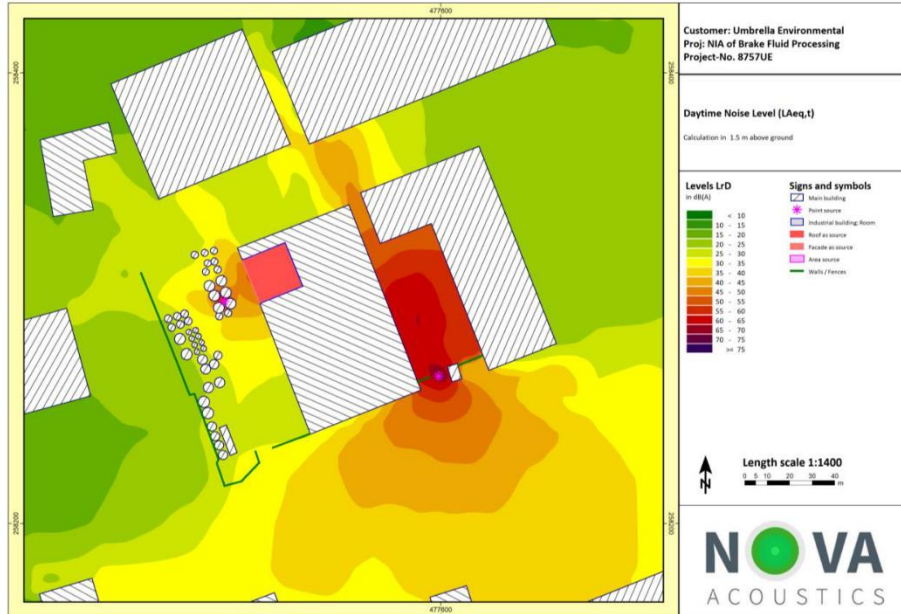 477600
258400
258400
258200
258200
477600
Customer: Umbrella Environmental
Proj: NIA of Brake Fluid Processing
Project-No. 8757UE
Daytime Noise Level (LAeq,t)
Calculation in 1.5 m above ground
Levels LrD
in dB(A)
< 10
10 - 15
15 - 20
20 - 25
25 - 30
30 - 35
35 - 40
40 - 45
45 - 50
50 - 55
55 - 60
60 - 65
65 - 70
70 - 75
>= 75
Signs and symbols
Main building
Point source
Industrial building: Room
Roof as source
Facade as source
Area source
Walls / Fences
N
Length scale 1:1400
0 5 10 20 30 40
m
NOVA
ACOUSTICS